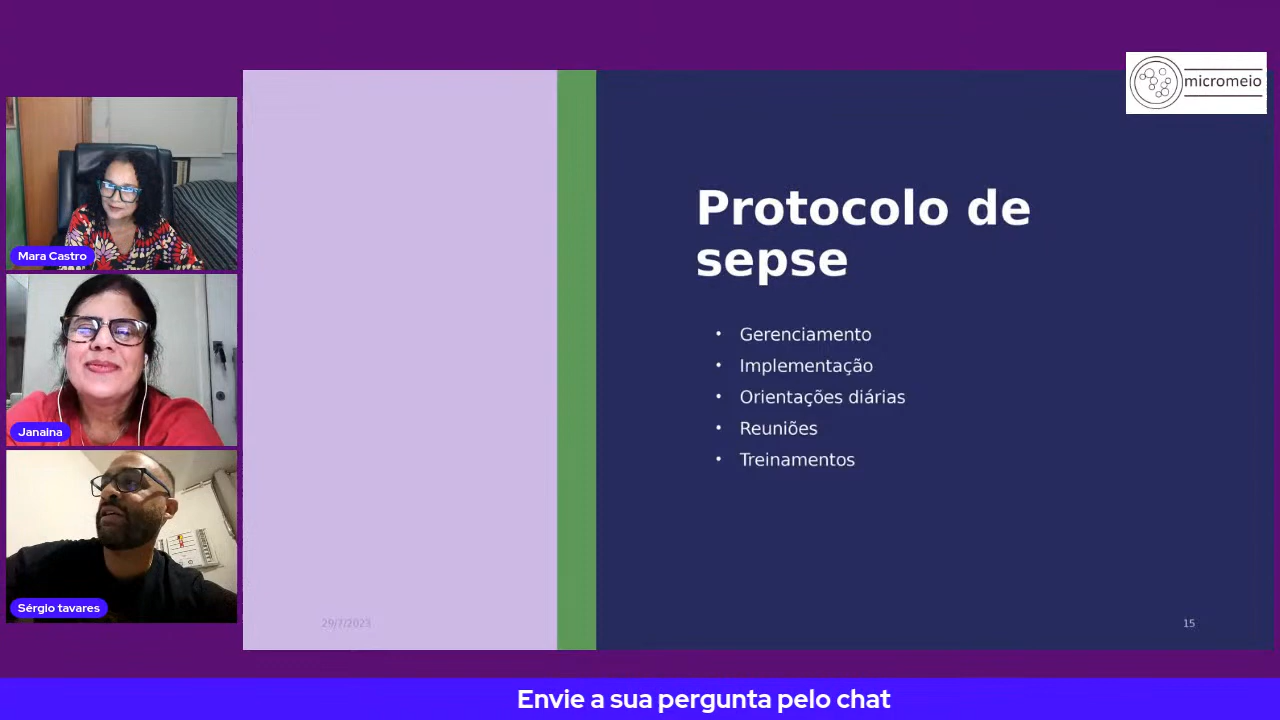 micromeio
Mara Castro
Janaína
Sérgio tavares
Protocolo de
sepse
• Gerenciamento
• Implementação
• Orientações diárias
• Reuniões
• Treinamentos
29/7/2023
15
Envie a sua pergunta pelo chat